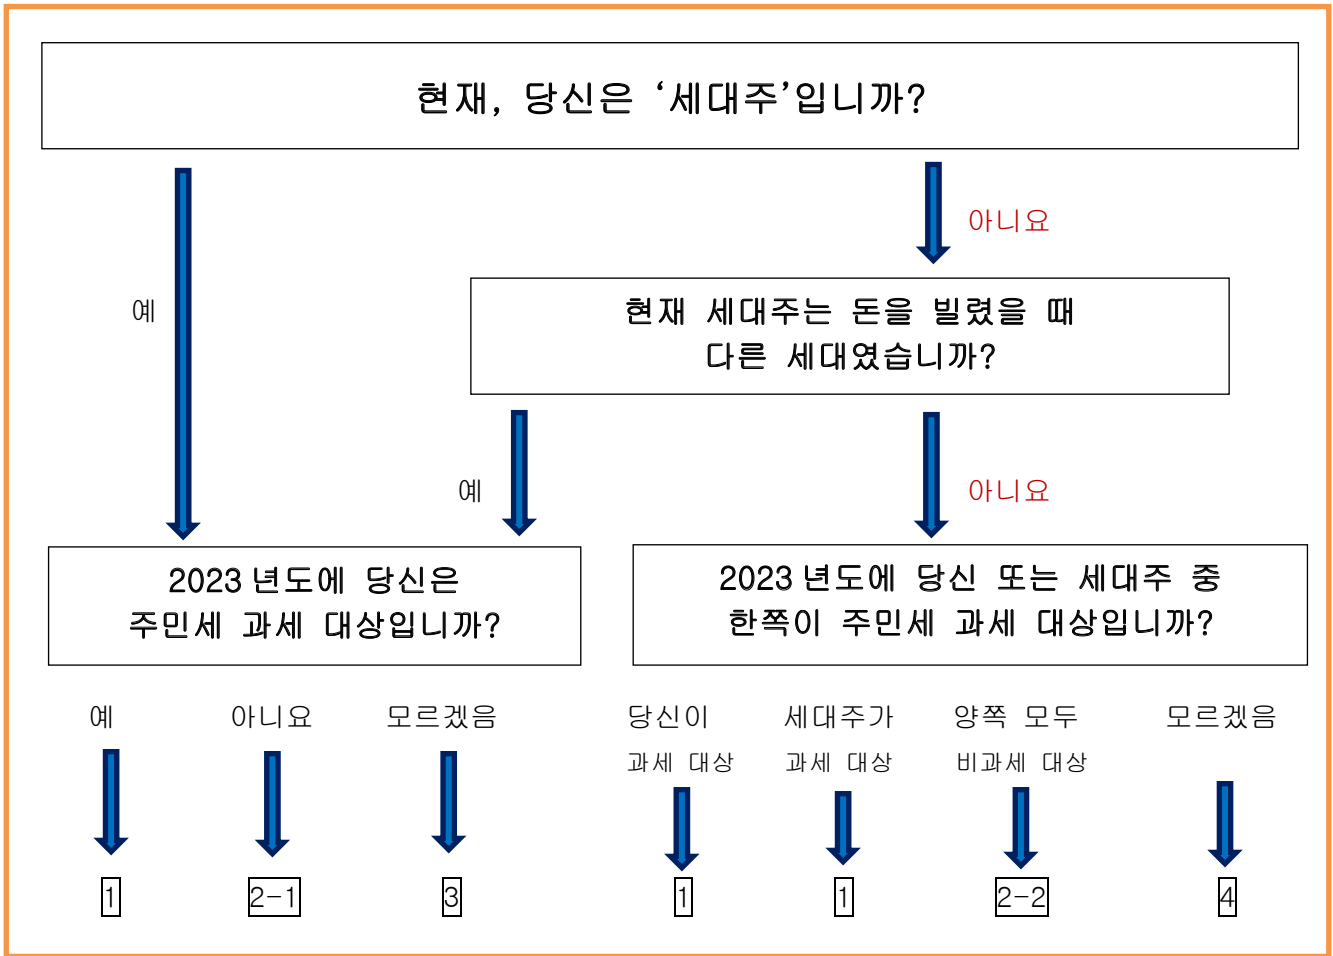 현재, 당신은 ‘세대주’입니까?
아니요
예
현재 세대주는 돈을 빌렸을 때
다른 세대였습니까?
예
아니요
2023년도에 당신은
주민세 과세 대상입니까?
2023년도에 당신 또는 세대주 중
한쪽이 주민세 과세 대상입니까?
예 아니요 모르겠음
당신이 세대주가 양쪽 모두 모르겠음
과세 대상 과세 대상 비과세 대상
1 2-1 3 1 1 2-2 4